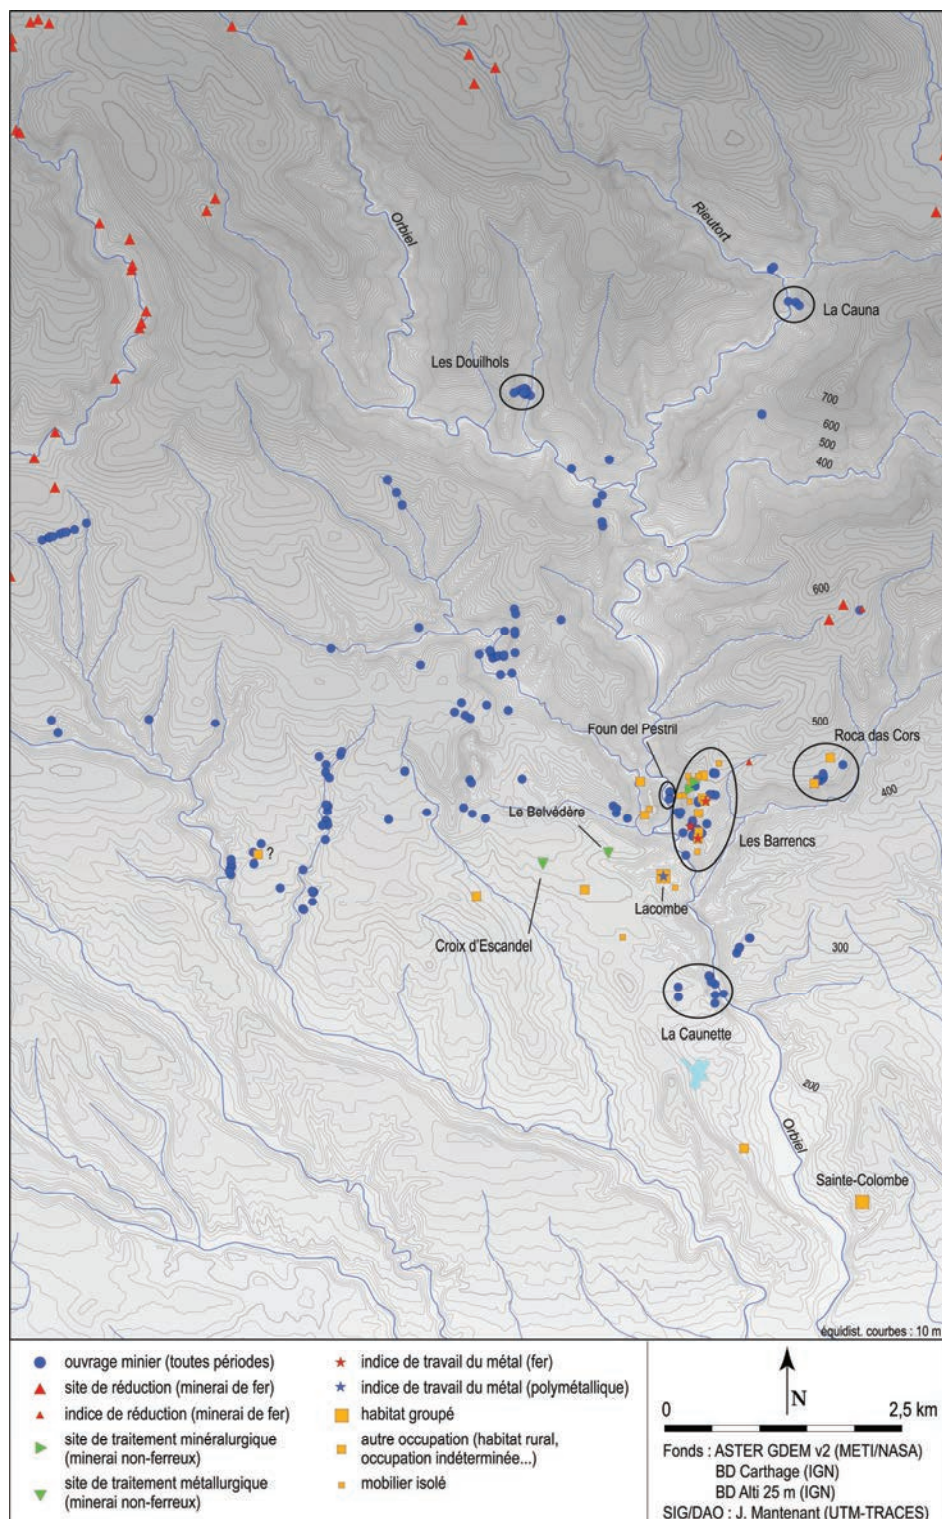 Orbiel
Rieutort
La Cauna
Les Douilhols
700
600
500
400
600
500
Foun del Pestril
Roca das Cors
400
Le Belvédère
Les Barrencs
?
Lacombe
Croix d'Escandel
300
La Caunette
200
Orbiel
Sainte-Colombe
équidist. courbes : 10 m
ouvrage minier (toutes périodes)
site de réduction (minerai de fer)
indice de réduction (minerai de fer)
site de traitement minéralurgique
(minerai non-ferreux)
site de traitement métallurgique
(minerai non-ferreux)
indice de travail du métal (fer)
indice de travail du métal (polymétallique)
habitat groupé
autre occupation (habitat rural,
occupation indéterminée...)
mobilier isolé
N
0 2,5 km
Fonds : ASTER GDEM v2 (METI/NASA)
BD Carthage (IGN)
BD Alti 25 m (IGN)
SIG/DAO : J. Mantenant (UTM-TRACES)